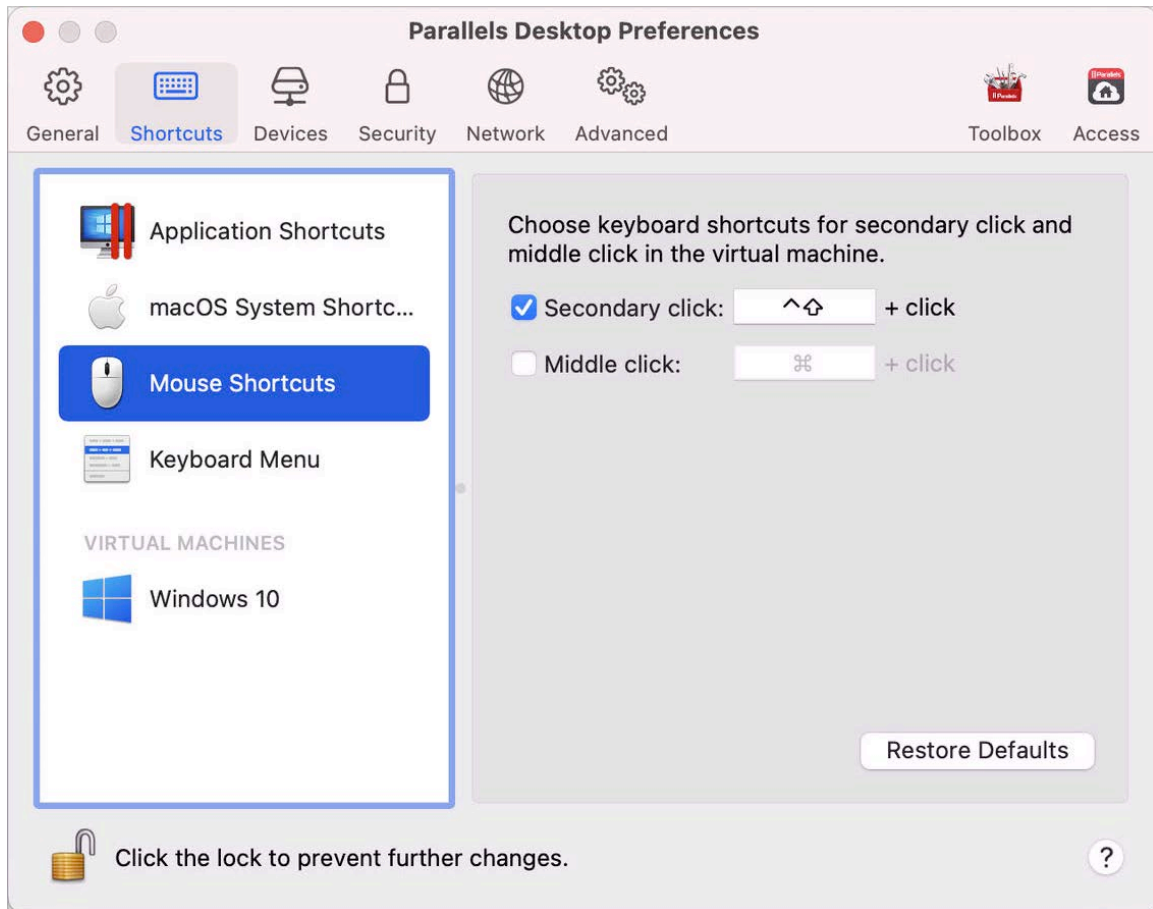 Parallels Desktop Preferences
General Shortcuts Devices Security Network Advanced Toolbox Access
Application Shortcuts
macOS System Shortc...
Mouse Shortcuts
Keyboard Menu
VIRTUAL MACHINES
Windows 10
Choose keyboard shortcuts for secondary click and
middle click in the virtual machine.
Secondary click: ^⇧ + click
Middle click: ⌘ + click
Restore Defaults
Click the lock to prevent further changes.
?